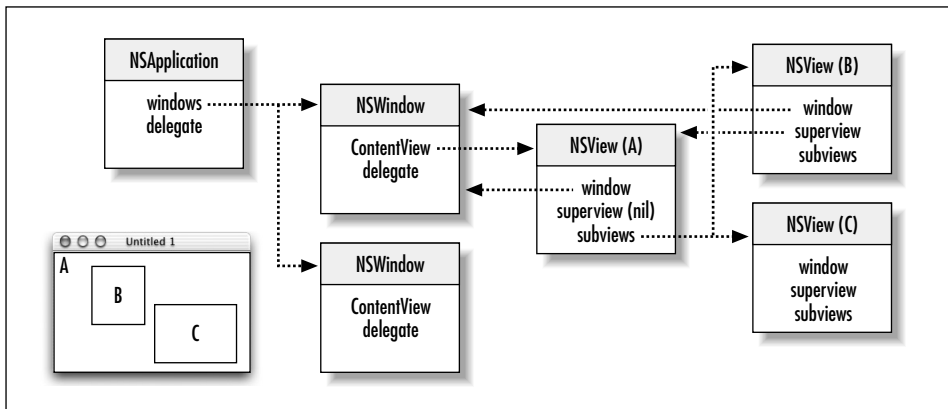 NSApplication
windows
delegate
NSWindow
ContentView
delegate
NSWindow
ContentView
delegate
NSView (A)
window
superview (nil)
subviews
NSView (B)
window
superview
subviews
NSView (C)
window
superview
subviews
Untitled 1
A
B
C